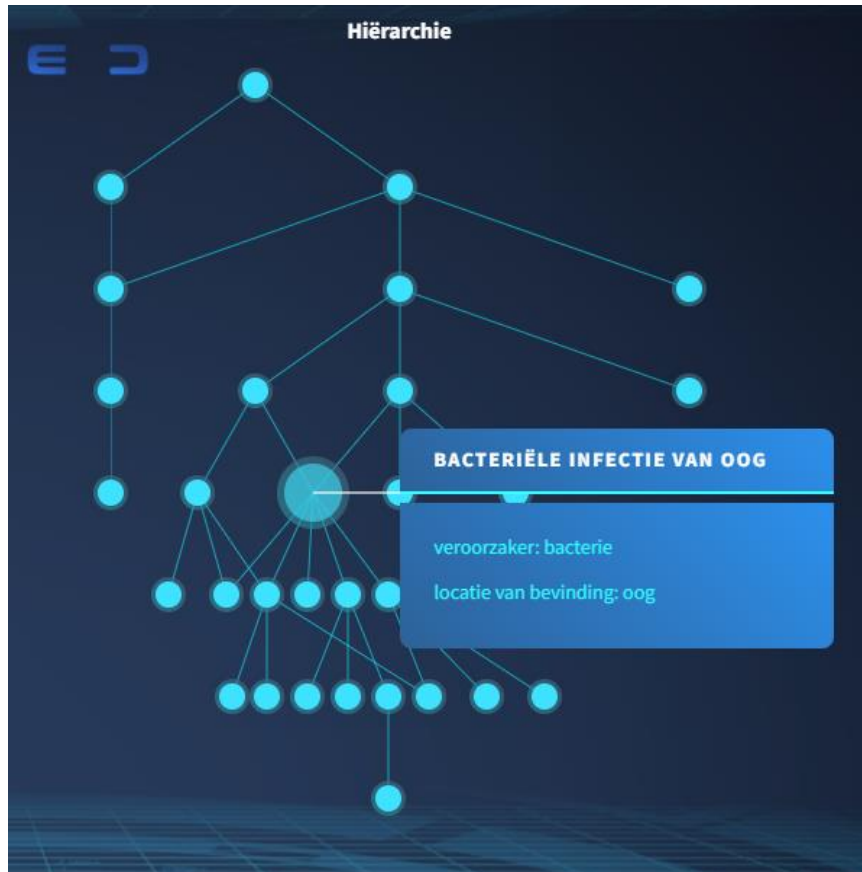 Hiërarchie
BACTERIËLE INFECTIE VAN OOG
veroorzaker: bacterie
locatie van bevinding: oog